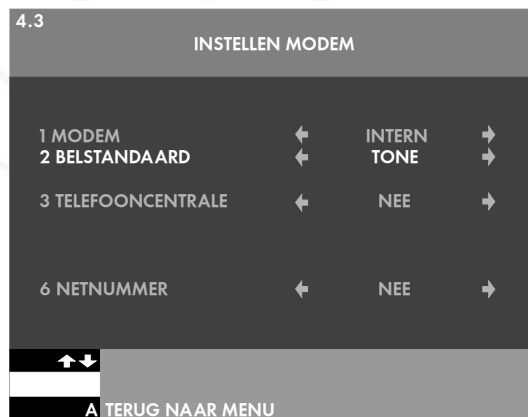 4.3
INSTELLEN MODEM
1 MODEM INTERN
2 BELSTANDAARD TONE
3 TELEFOONCENTRALE NEE
6 NETNUMMER NEE
A TERUG NAAR MENU